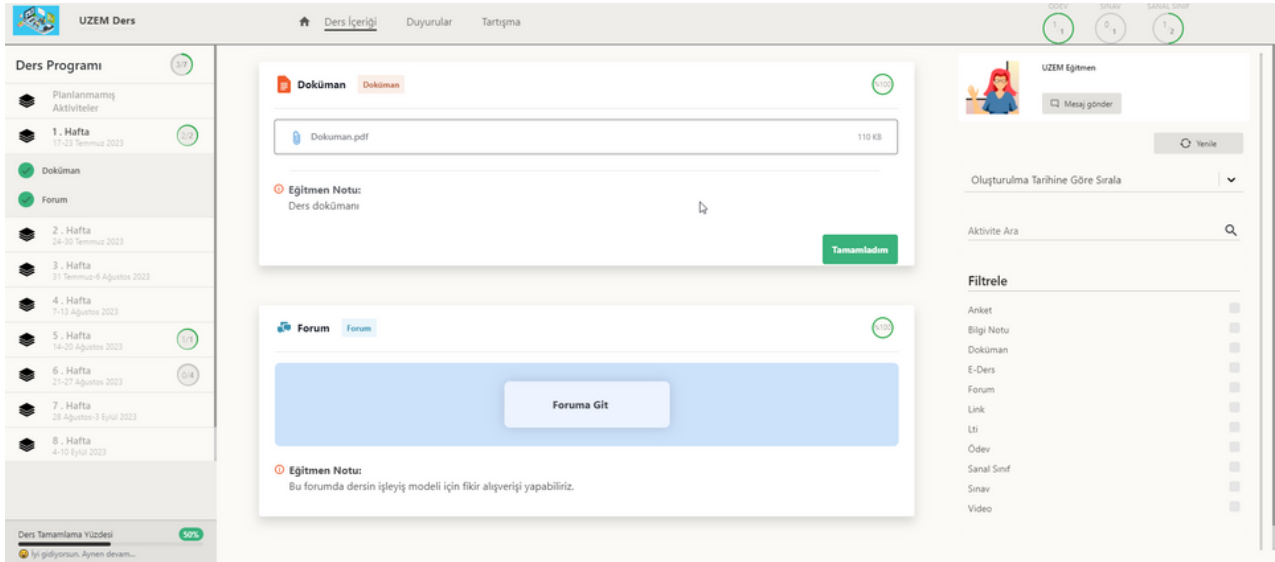 UZEM Ders
Ders İçeriği
Duyurular
Tartışma
ÖDEV
SINAV
SANAL SINIF
1/1
0/1
1/2
Ders Programı
3/7
Planlanmamış
Aktiviteler
1 . Hafta
17-23 Temmuz 2023
2/2
Doküman
Forum
2 . Hafta
24-30 Temmuz 2023
3 . Hafta
31 Temmuz-6 Ağustos 2023
4 . Hafta
7-13 Ağustos 2023
5 . Hafta
14-20 Ağustos 2023
1/1
6 . Hafta
21-27 Ağustos 2023
0/4
7 . Hafta
28 Ağustos-3 Eylül 2023
8 . Hafta
4-10 Eylül 2023
Ders Tamamlama Yüzdesi
50%
İyi gidiyorsun. Aynen devam...
Doküman
Doküman
%100
Dokuman.pdf
110 KB
Eğitmen Notu:
Ders dokümanı
Tamamladım
Forum
Forum
%100
Foruma Git
Eğitmen Notu:
Bu forumda dersin işleyiş modeli için fikir alışverişi yapabiliriz.
UZEM Eğitmen
Mesaj gönder
Yenile
Oluşturulma Tarihine Göre Sırala
Aktivite Ara
Filtrele
Anket
Bilgi Notu
Doküman
E-Ders
Forum
Link
Lti
Ödev
Sanal Sınıf
Sınav
Video